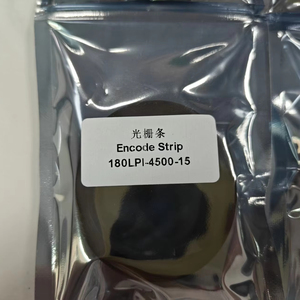 光栅条
Encode Strip
180LPI-4500-15